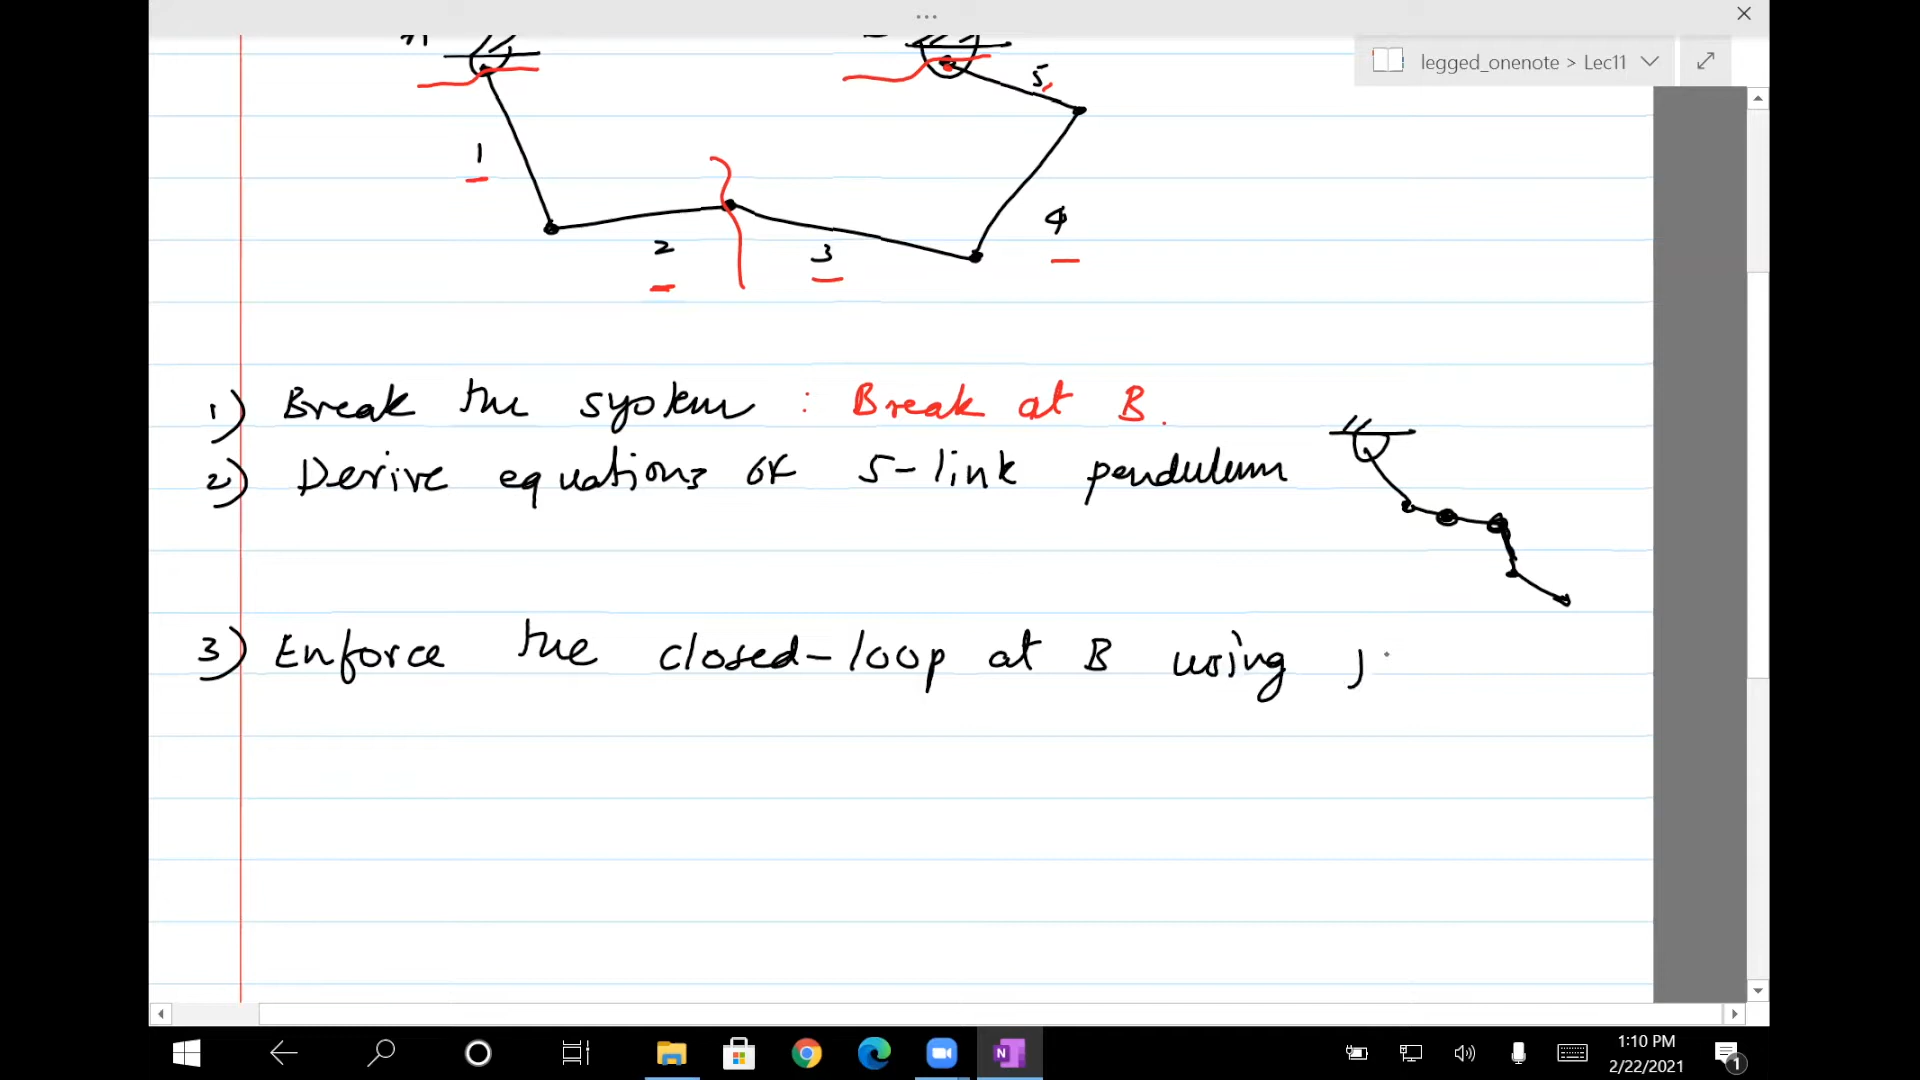 legged_onenote > Lec11
5
1
2
3
4
1) Break the system : Break at B.
2) Derive equations of 5-link pendulum
3) Enforce the closed-loop at B using J
1:10 PM
2/22/2021
1